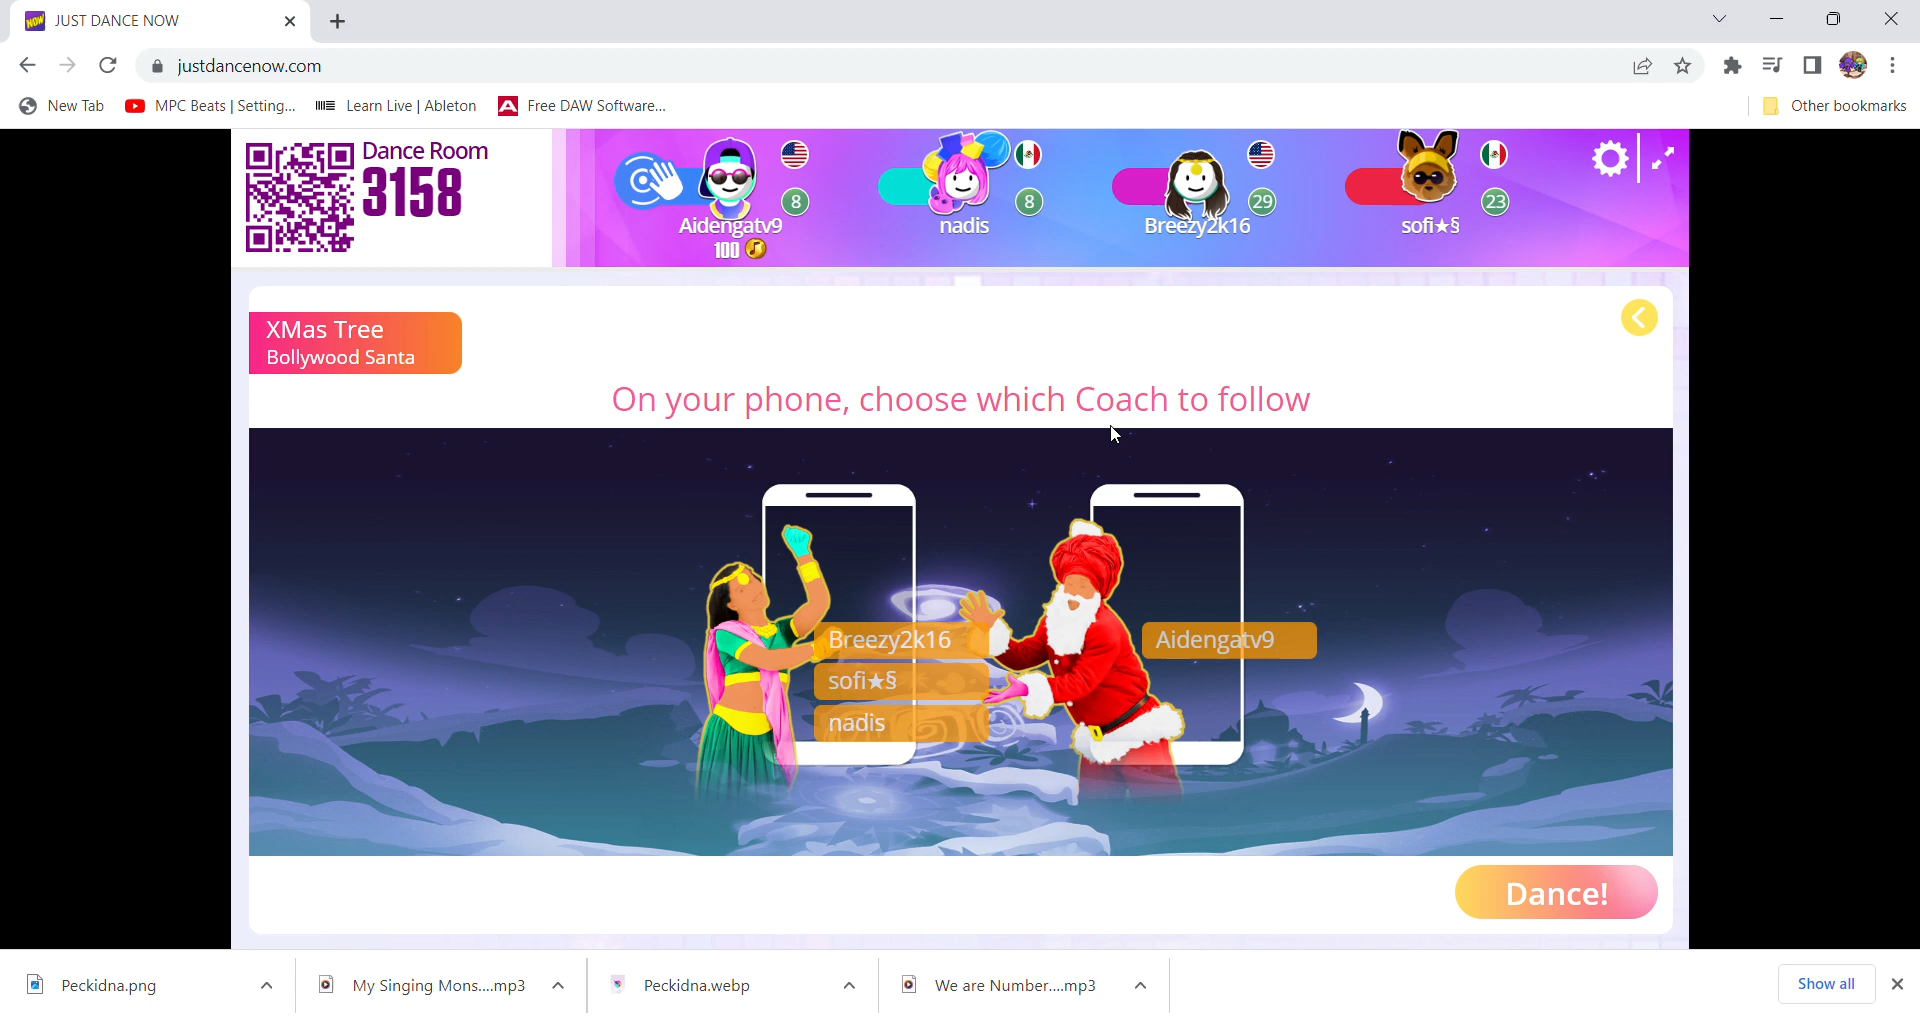 JUST DANCE NOW
justdancenow.com
New Tab
MPC Beats | Setting...
Learn Live | Ableton
Free DAW Software...
Other bookmarks
Dance Room
3158
8
Aidengatv9
100
8
nadis
29
Breezy2k16
23
sofi★§
XMas Tree
Bollywood Santa
On your phone, choose which Coach to follow
Breezy2k16
sofi★§
nadis
Aidengatv9
Dance!
Peckidna.png
My Singing Mons....mp3
Peckidna.webp
We are Number....mp3
Show all